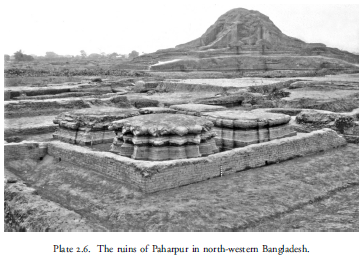 Plate 2.6. The ruins of Paharpur in north-western Bangladesh.